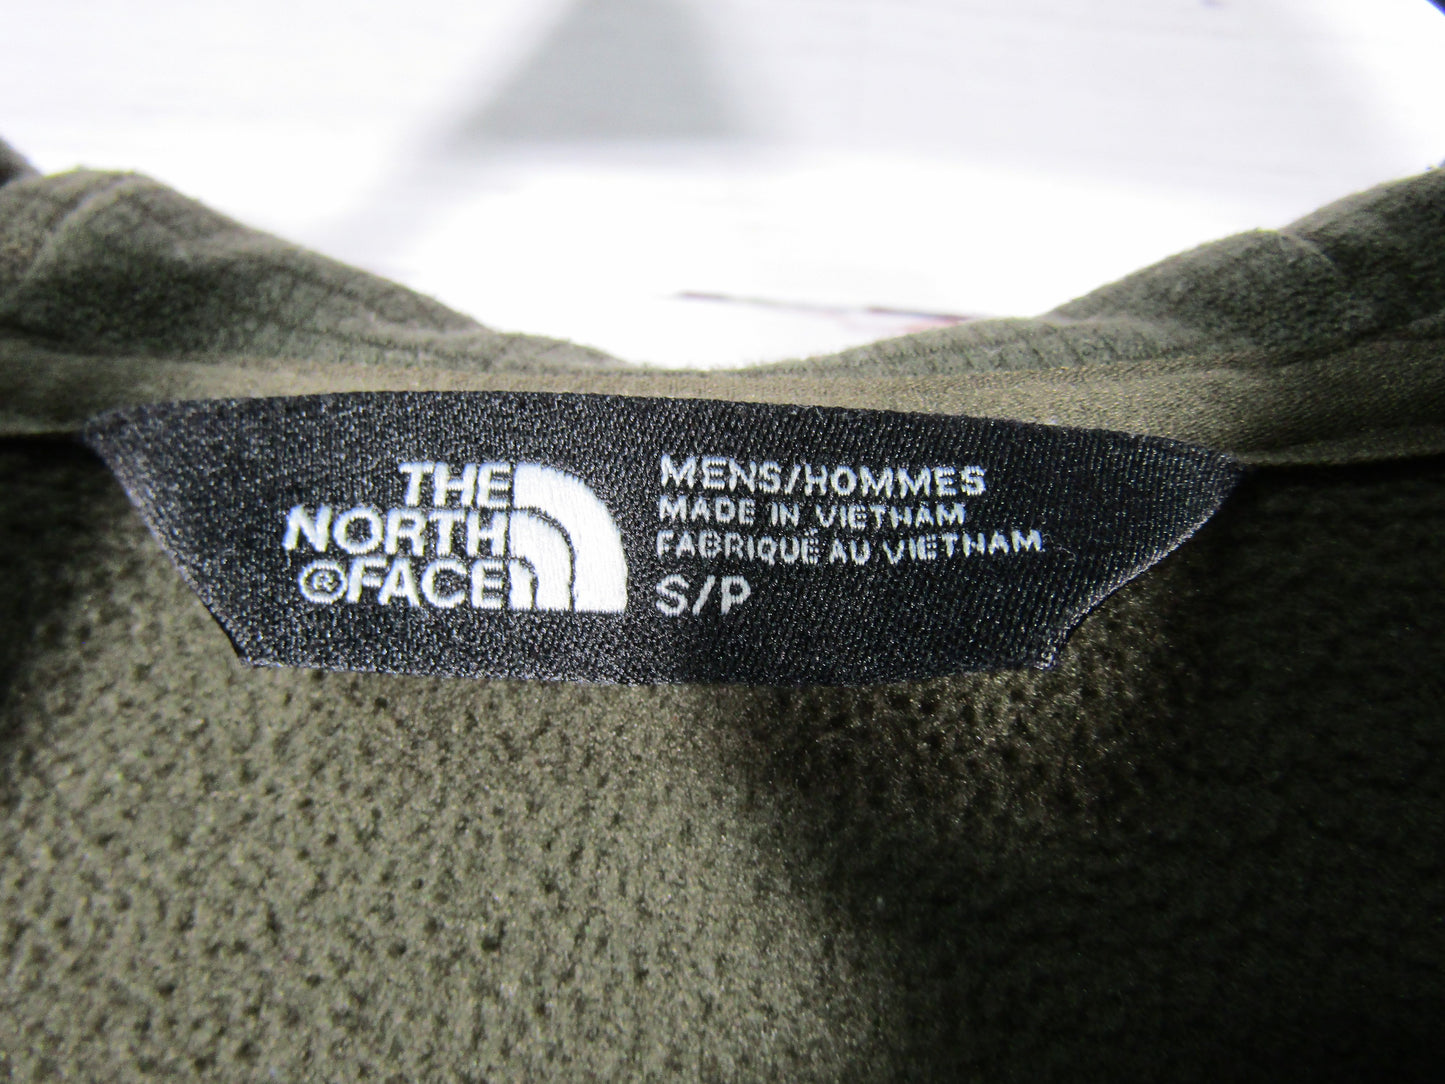 THE
NORTH
®FACE
MENS/HOMMES
MADE IN VIETNAM
FABRIQUÉ AU VIETNAM
S/P